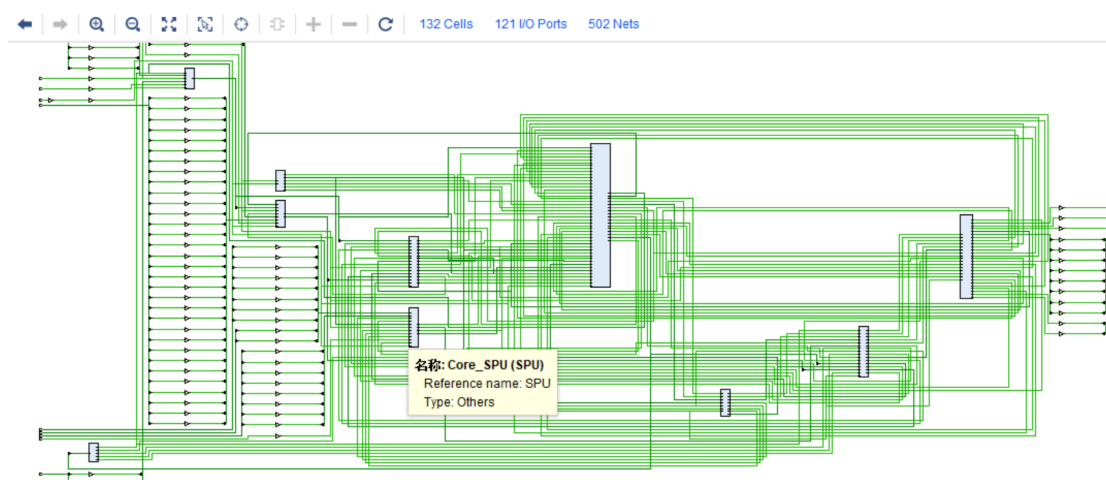 132 Cells 121 I/O Ports 502 Nets
名称: Core_SPU (SPU)
Reference name: SPU
Type: Others